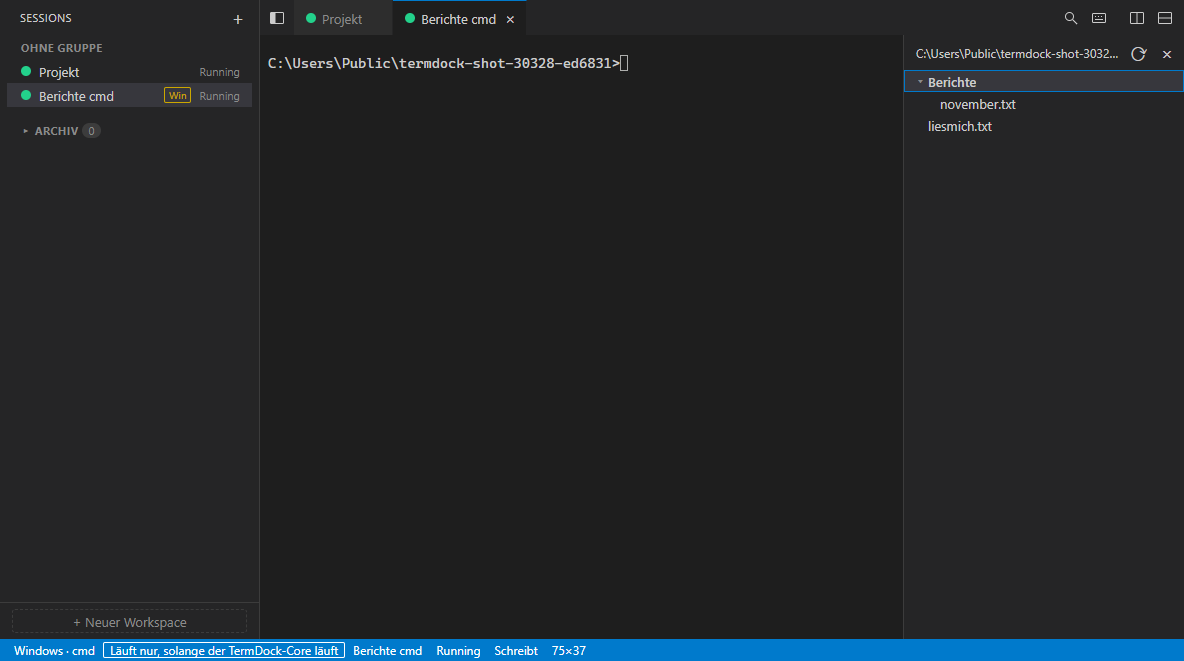 SESSIONS
+
OHNE GRUPPE
Projekt Running
Berichte cmd Win Running
ARCHIV 0
+ Neuer Workspace
Projekt
Berichte cmd ×
C:\Users\Public\termdock-shot-30328-ed6831>
C:\Users\Public\termdock-shot-3032...
Berichte
november.txt
liesmich.txt
Windows · cmd Läuft nur, solange der TermDock-Core läuft Berichte cmd Running Schreibt 75×37